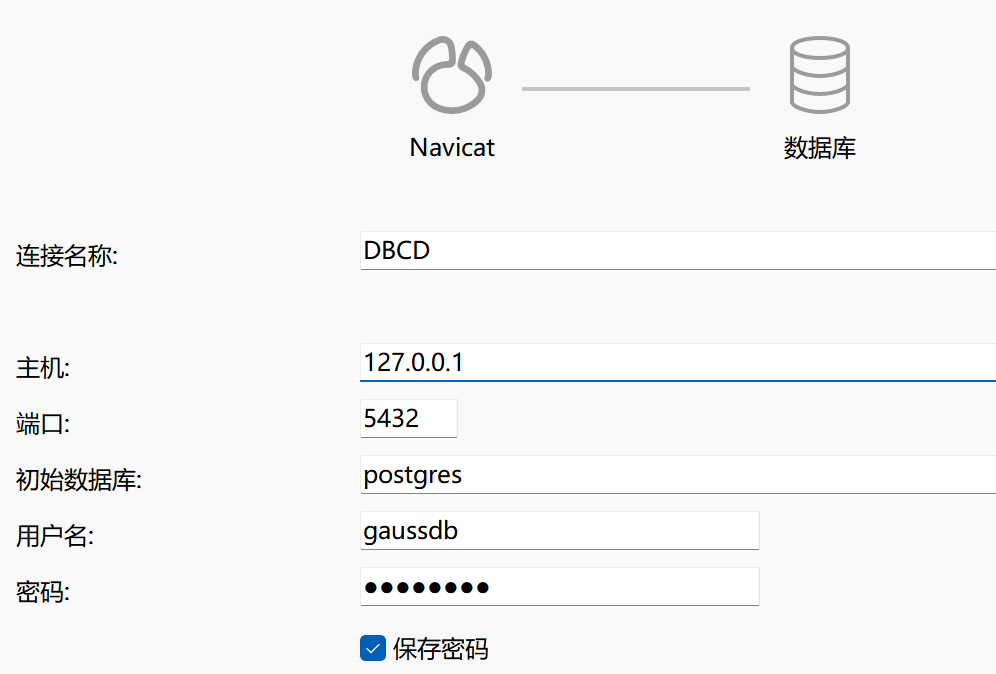 Navicat 数据库
连接名称: DBCD
主机: 127.0.0.1
端口: 5432
初始数据库: postgres
用户名: gaussdb
密码: ●●●●●●●●
保存密码